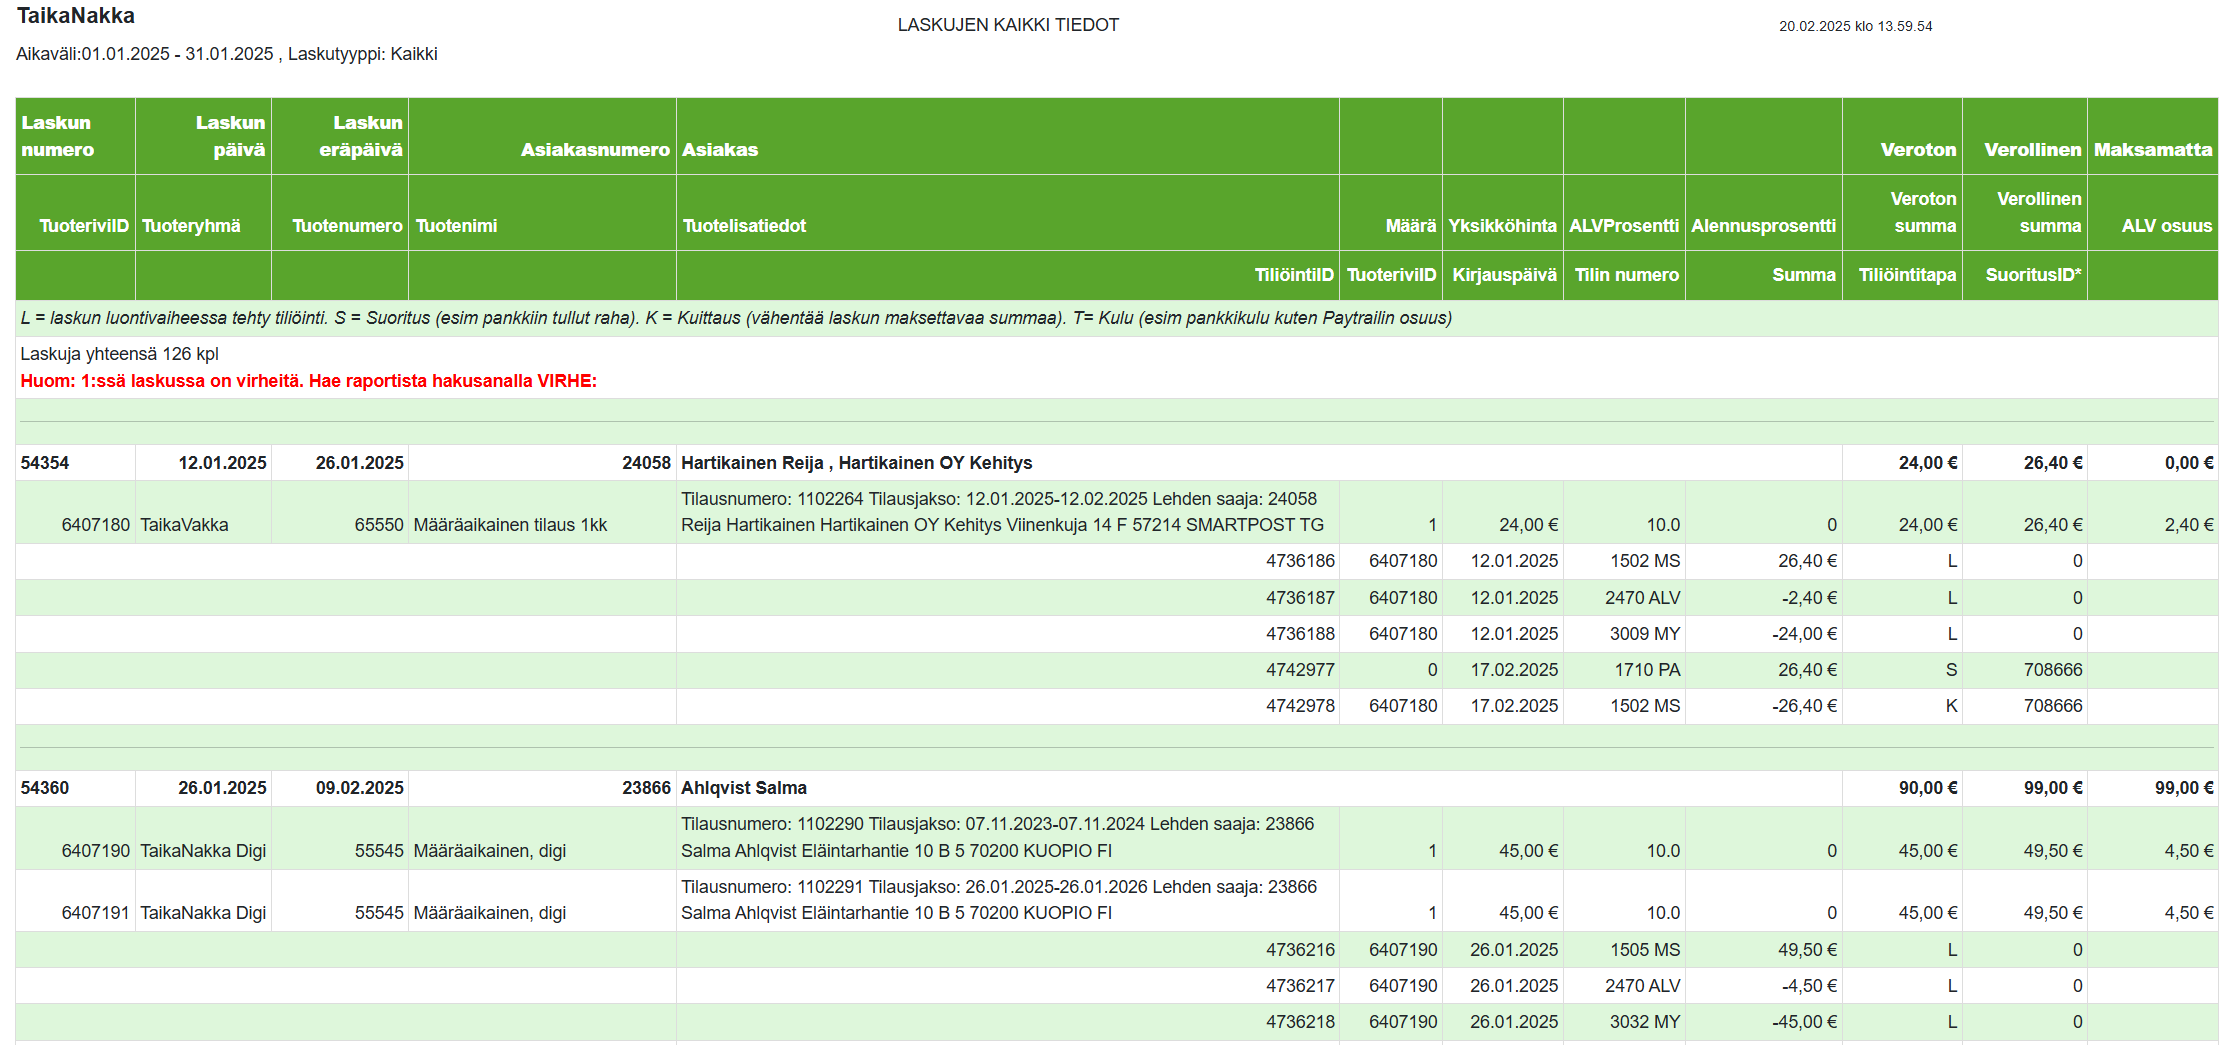 TaikaNakka
LASKUJEN KAIKKI TIEDOT
20.02.2025 klo 13.59.54
Aikaväli:01.01.2025 - 31.01.2025 , Laskutyyppi: Kaikki
Laskun numero Laskun päivä Laskun eräpäivä Asiakasnumero Asiakas Veroton Verollinen Maksamatta
TuoteriviID Tuoteryhmä Tuotenumero Tuotenimi Tuotelisatiedot Määrä Yksikköhinta ALVProsentti Alennusprosentti Veroton summa Verollinen summa ALV osuus
TiliöintiID TuoteriviID Kirjauspäivä Tilin numero Summa Tiliöintitapa SuoritusID*
L = laskun luontivaiheessa tehty tiliöinti. S = Suoritus (esim pankkiin tullut raha). K = Kuittaus (vähentää laskun maksettavaa summaa). T= Kulu (esim pankkikulu kuten Paytrailin osuus)
Laskuja yhteensä 126 kpl
Huom: 1:ssä laskussa on virheitä. Hae raportista hakusanalla VIRHE:
54354 12.01.2025 26.01.2025 24058 Hartikainen Reija , Hartikainen OY Kehitys 24,00 € 26,40 € 0,00 €
Tilausnumero: 1102264 Tilausjakso: 12.01.2025-12.02.2025 Lehden saaja: 24058
6407180 TaikaVakka 65550 Määräaikainen tilaus 1kk Reija Hartikainen Hartikainen OY Kehitys Viinenkuja 14 F 57214 SMARTPOST TG 1 24,00 € 10.0 0 24,00 € 26,40 € 2,40 €
4736186 6407180 12.01.2025 1502 MS 26,40 € L 0
4736187 6407180 12.01.2025 2470 ALV -2,40 € L 0
4736188 6407180 12.01.2025 3009 MY -24,00 € L 0
4742977 0 17.02.2025 1710 PA 26,40 € S 708666
4742978 6407180 17.02.2025 1502 MS -26,40 € K 708666
54360 26.01.2025 09.02.2025 23866 Ahlqvist Salma 90,00 € 99,00 € 99,00 €
Tilausnumero: 1102290 Tilausjakso: 07.11.2023-07.11.2024 Lehden saaja: 23866
6407190 TaikaNakka Digi 55545 Määräaikainen, digi Salma Ahlqvist Eläintarhantie 10 B 5 70200 KUOPIO FI 1 45,00 € 10.0 0 45,00 € 49,50 € 4,50 €
Tilausnumero: 1102291 Tilausjakso: 26.01.2025-26.01.2026 Lehden saaja: 23866
6407191 TaikaNakka Digi 55545 Määräaikainen, digi Salma Ahlqvist Eläintarhantie 10 B 5 70200 KUOPIO FI 1 45,00 € 10.0 0 45,00 € 49,50 € 4,50 €
4736216 6407190 26.01.2025 1505 MS 49,50 € L 0
4736217 6407190 26.01.2025 2470 ALV -4,50 € L 0
4736218 6407190 26.01.2025 3032 MY -45,00 € L 0